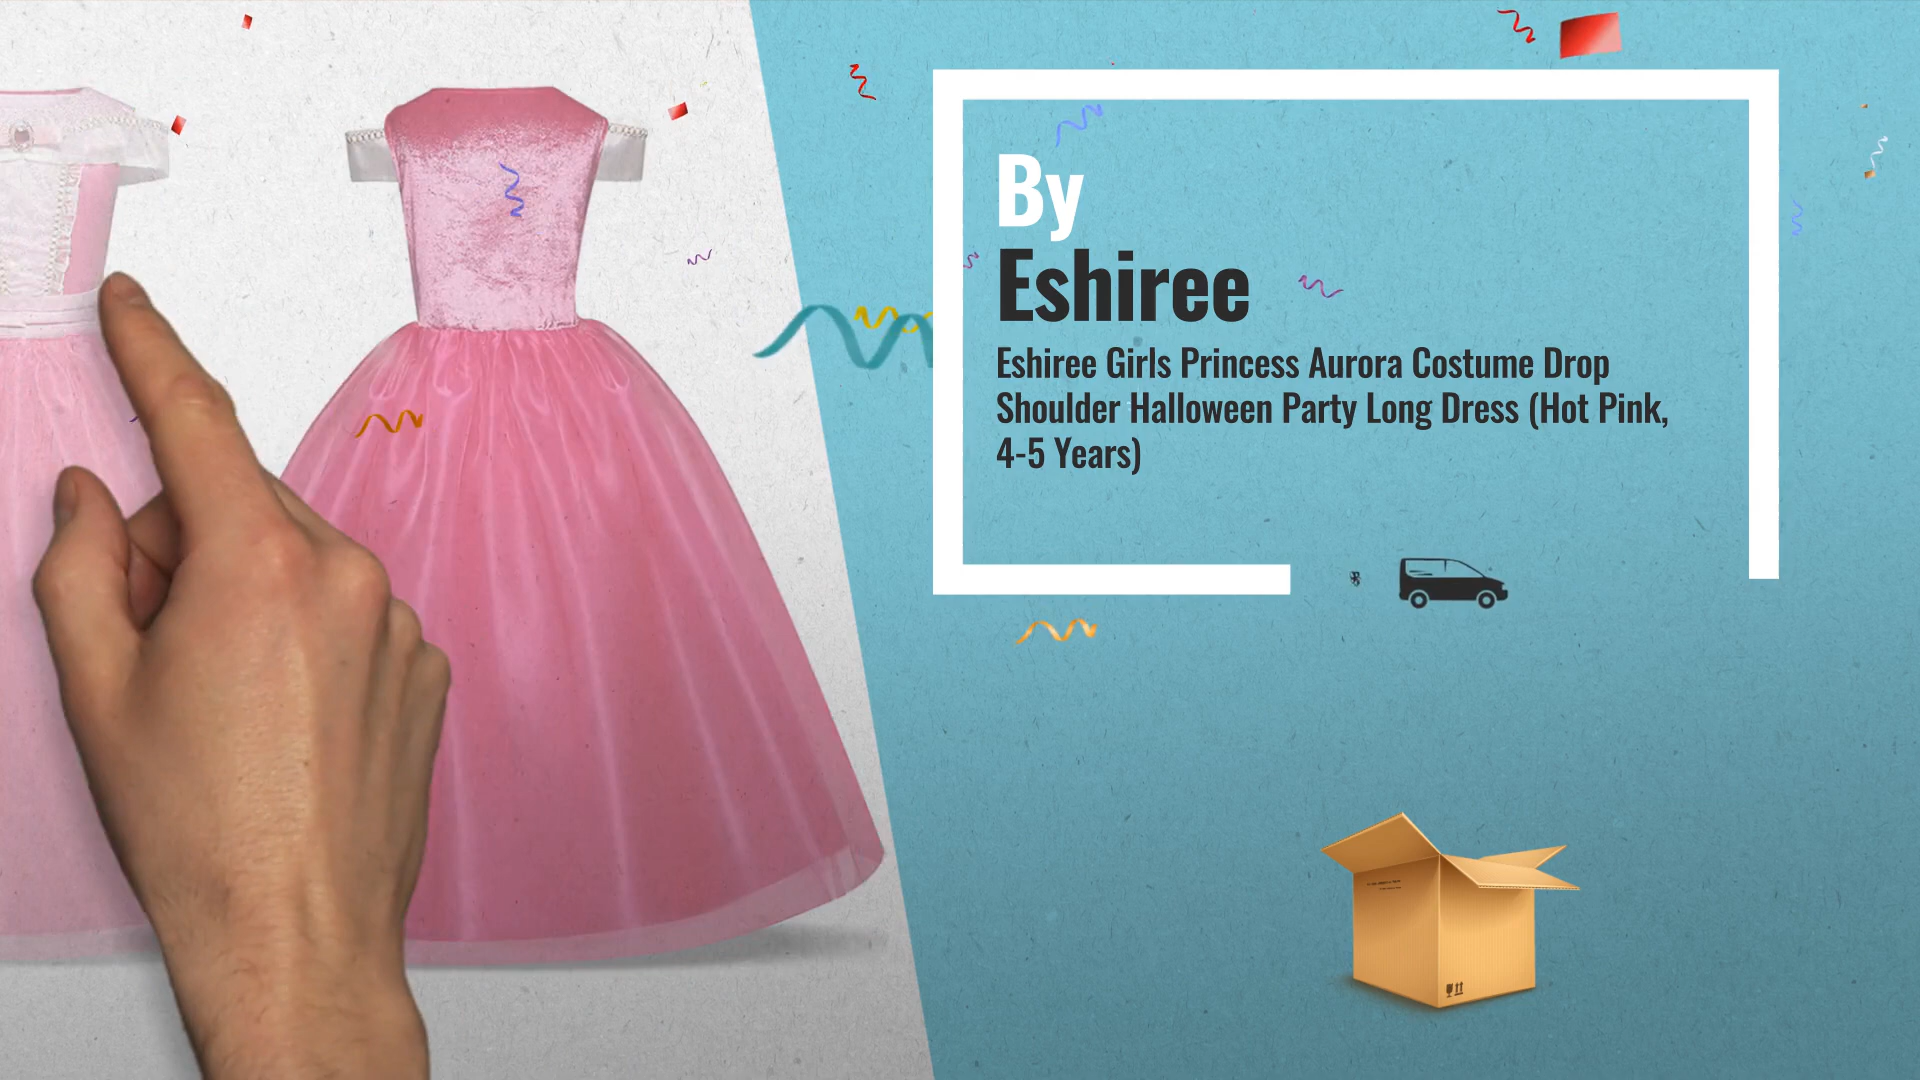 By
Eshiree
Eshiree Girls Princess Aurora Costume Drop
Shoulder Halloween Party Long Dress (Hot Pink,
4-5 Years)